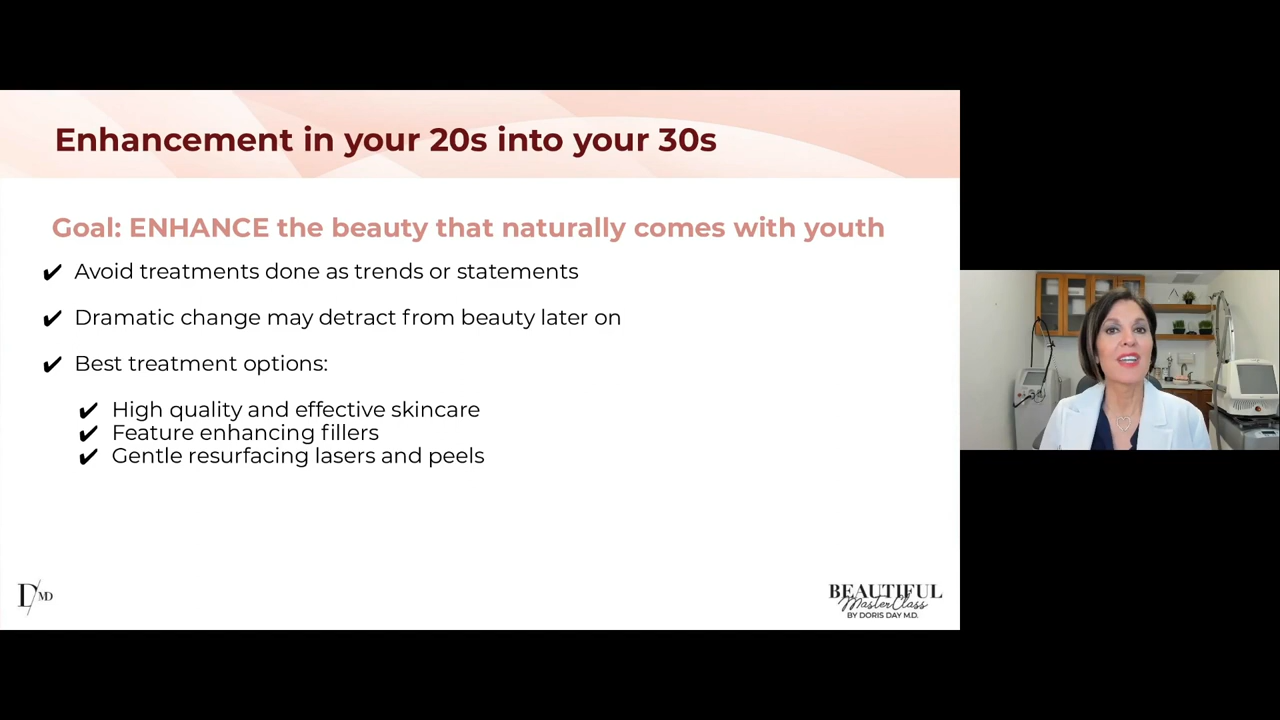 Enhancement in your 20s into your 30s
Goal: ENHANCE the beauty that naturally comes with youth
✔ Avoid treatments done as trends or statements
✔ Dramatic change may detract from beauty later on
✔ Best treatment options:
✔ High quality and effective skincare
✔ Feature enhancing fillers
✔ Gentle resurfacing lasers and peels
D/MD
BEAUTIFUL
MasterClass
BY DORIS DAY M.D.